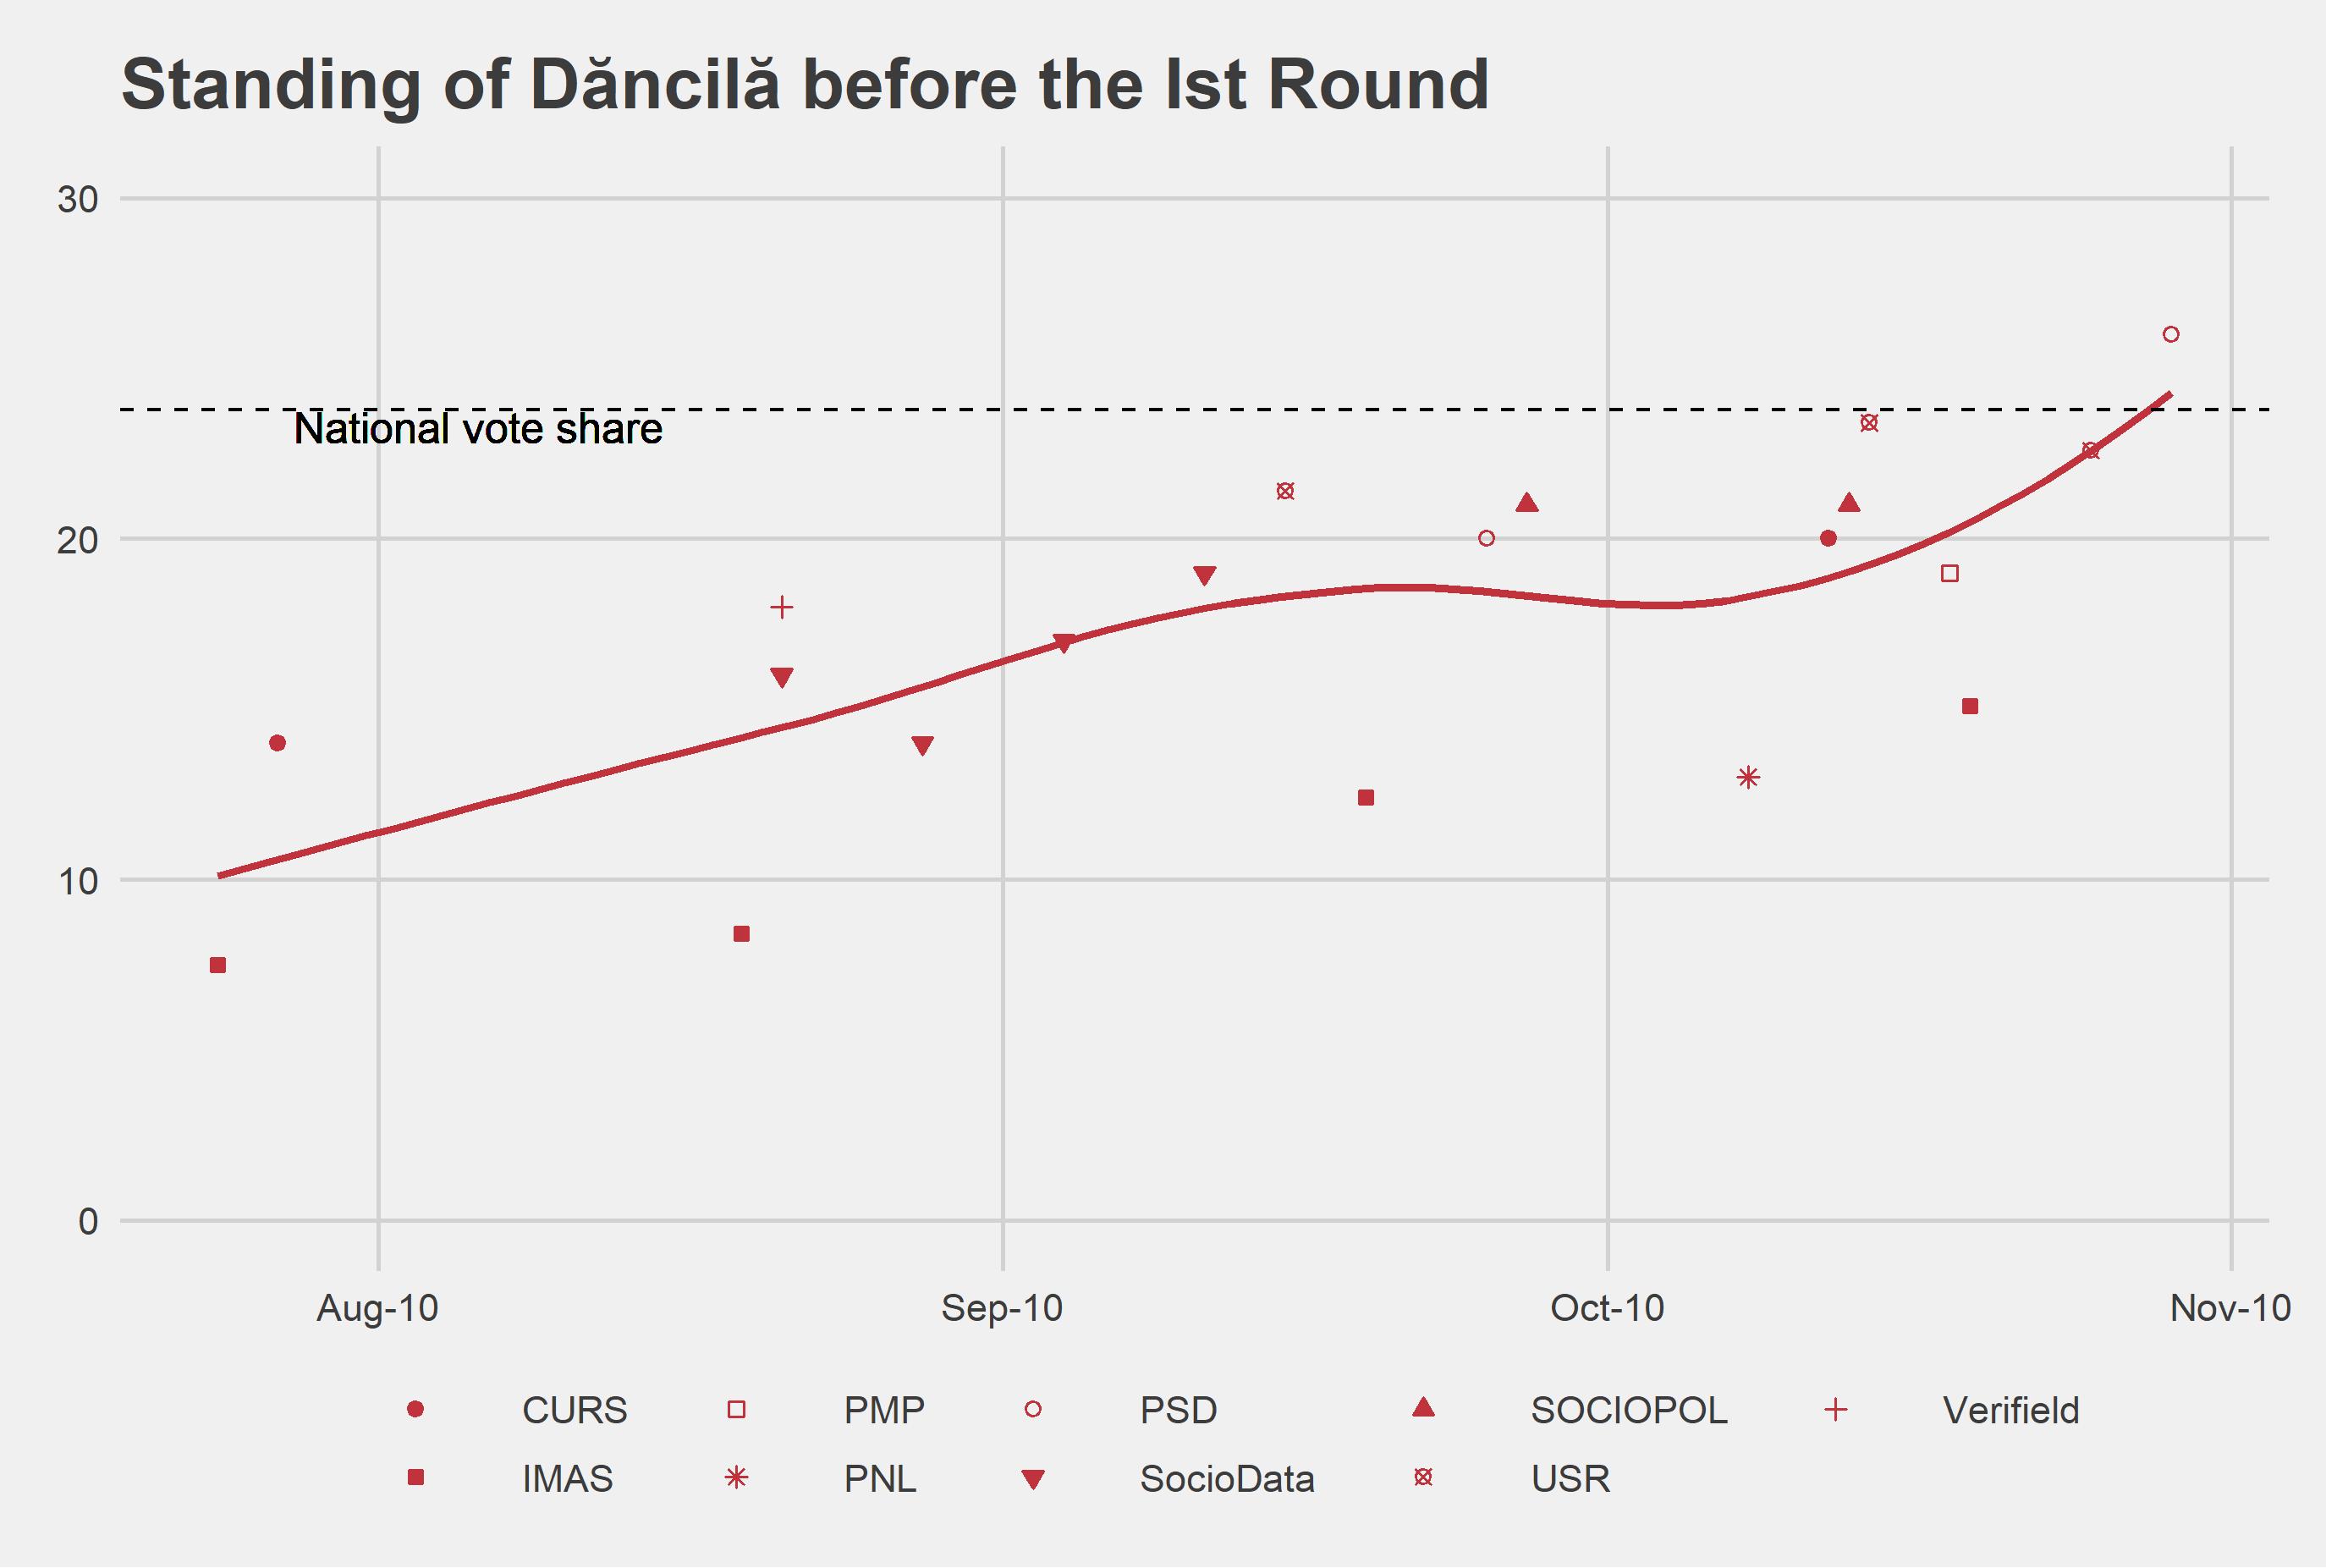 Standing of Dăncilă before the Ist Round
30
National vote share
20
10
0
Aug-10 Sep-10 Oct-10 Nov-10
CURS PMP PSD SOCIOPOL Verifield
IMAS PNL SocioData USR